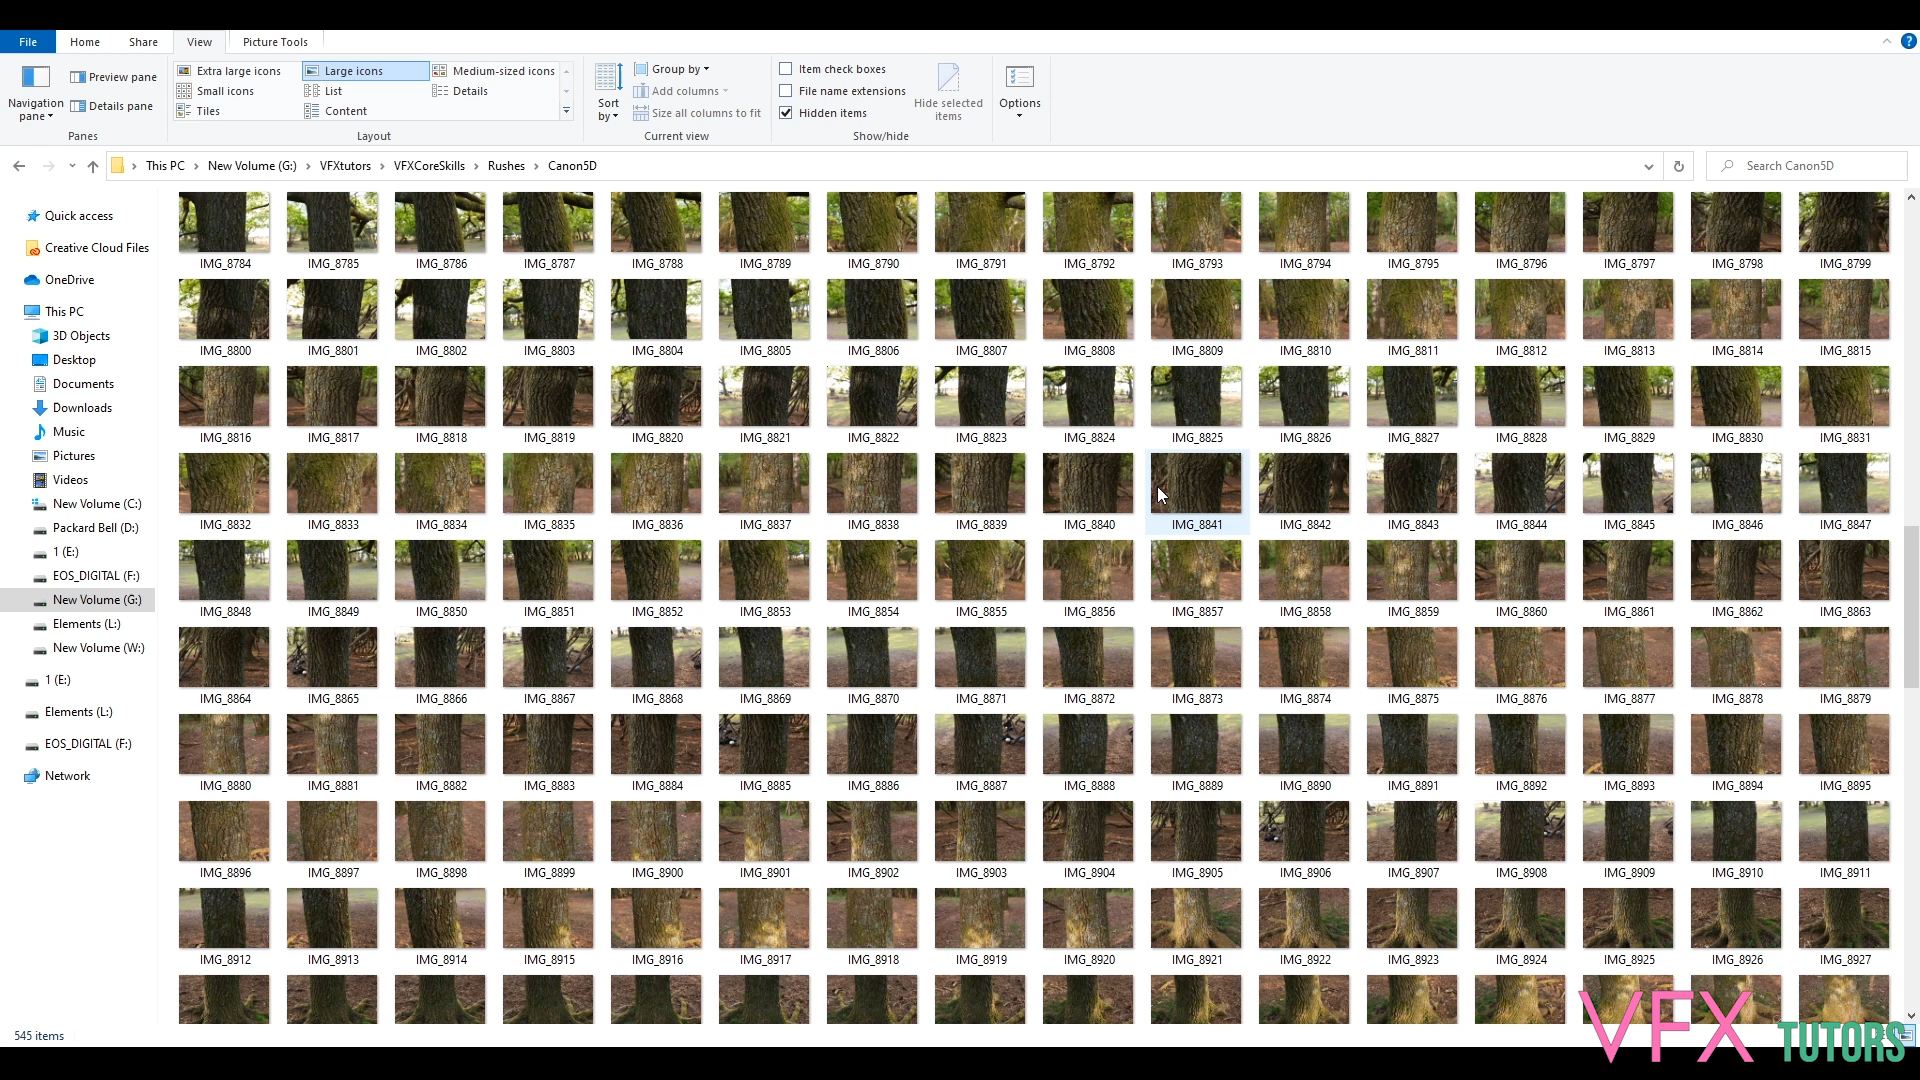 File Home Share View Picture Tools
Navigation pane
Preview pane
Details pane
Panes
Extra large icons Large icons Medium-sized icons
Small icons List Details
Tiles Content
Layout
Sort by
Group by
Add columns
Size all columns to fit
Current view
Item check boxes
File name extensions
Hidden items
Hide selected items
Show/hide
Options
This PC New Volume (G:) VFXtutors VFXCoreSkills Rushes Canon5D
Search Canon5D
Quick access
Creative Cloud Files
OneDrive
This PC
3D Objects
Desktop
Documents
Downloads
Music
Pictures
Videos
New Volume (C:)
Packard Bell (D:)
1 (E:)
EOS_DIGITAL (F:)
New Volume (G:)
Elements (L:)
New Volume (W:)
1 (E:)
Elements (L:)
EOS_DIGITAL (F:)
Network
IMG_8784 IMG_8785 IMG_8786 IMG_8787 IMG_8788 IMG_8789 IMG_8790 IMG_8791 IMG_8792 IMG_8793 IMG_8794 IMG_8795 IMG_8796 IMG_8797 IMG_8798 IMG_8799
IMG_8800 IMG_8801 IMG_8802 IMG_8803 IMG_8804 IMG_8805 IMG_8806 IMG_8807 IMG_8808 IMG_8809 IMG_8810 IMG_8811 IMG_8812 IMG_8813 IMG_8814 IMG_8815
IMG_8816 IMG_8817 IMG_8818 IMG_8819 IMG_8820 IMG_8821 IMG_8822 IMG_8823 IMG_8824 IMG_8825 IMG_8826 IMG_8827 IMG_8828 IMG_8829 IMG_8830 IMG_8831
IMG_8832 IMG_8833 IMG_8834 IMG_8835 IMG_8836 IMG_8837 IMG_8838 IMG_8839 IMG_8840 IMG_8841 IMG_8842 IMG_8843 IMG_8844 IMG_8845 IMG_8846 IMG_8847
IMG_8848 IMG_8849 IMG_8850 IMG_8851 IMG_8852 IMG_8853 IMG_8854 IMG_8855 IMG_8856 IMG_8857 IMG_8858 IMG_8859 IMG_8860 IMG_8861 IMG_8862 IMG_8863
IMG_8864 IMG_8865 IMG_8866 IMG_8867 IMG_8868 IMG_8869 IMG_8870 IMG_8871 IMG_8872 IMG_8873 IMG_8874 IMG_8875 IMG_8876 IMG_8877 IMG_8878 IMG_8879
IMG_8880 IMG_8881 IMG_8882 IMG_8883 IMG_8884 IMG_8885 IMG_8886 IMG_8887 IMG_8888 IMG_8889 IMG_8890 IMG_8891 IMG_8892 IMG_8893 IMG_8894 IMG_8895
IMG_8896 IMG_8897 IMG_8898 IMG_8899 IMG_8900 IMG_8901 IMG_8902 IMG_8903 IMG_8904 IMG_8905 IMG_8906 IMG_8907 IMG_8908 IMG_8909 IMG_8910 IMG_8911
IMG_8912 IMG_8913 IMG_8914 IMG_8915 IMG_8916 IMG_8917 IMG_8918 IMG_8919 IMG_8920 IMG_8921 IMG_8922 IMG_8923 IMG_8924 IMG_8925 IMG_8926 IMG_8927
545 items
VFX TUTORS